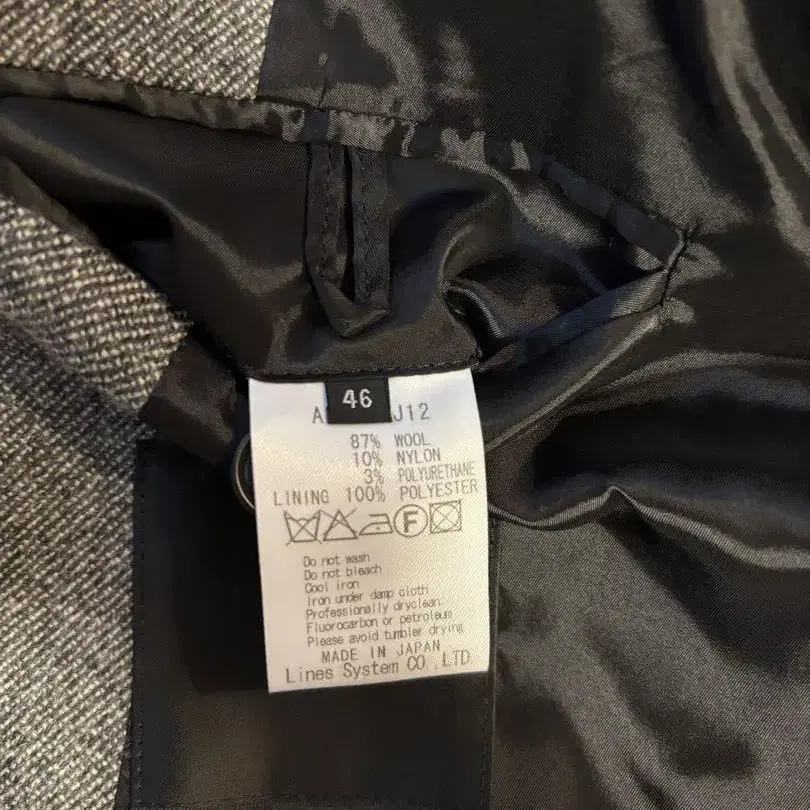 46
A J12
87% WOOL
10% NYLON
3% POLYURETHANE
LINING 100% POLYESTER
F
Do not wash
Do not bleach
Cool iron
Iron under damp cloth
Professionally dryclean
Fluorocarbon or petroleum
Please avoid tumbler drying
MADE IN JAPAN
Lines System CO.,LTD